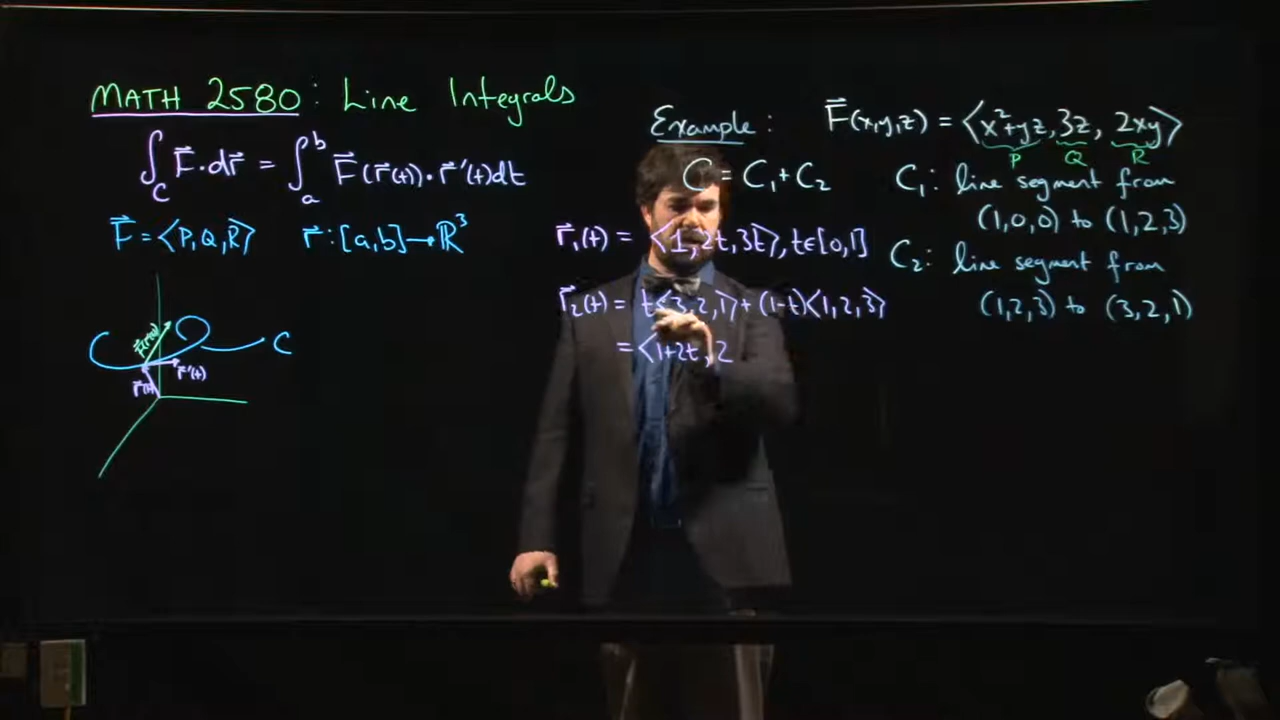 MATH 2580: Line Integrals
∫_C F⃗·dr⃗ = ∫_a^b F⃗(r⃗(t))·r⃗'(t)dt
F⃗ = ⟨P,Q,R⟩ r⃗:[a,b]→ℝ³
C
F⃗(r(t))
r⃗(t)
r⃗'(t)
Example: F⃗(x,y,z) = ⟨x²+yz, 3z, 2xy⟩
P Q R
C = C₁+C₂
C₁: line segment from
(1,0,0) to (1,2,3)
r⃗₁(t) = ⟨1,2t,3t⟩, t∈[0,1]
C₂: line segment from
(1,2,3) to (3,2,1)
r⃗₂(t) = t⟨3,2,1⟩+(1-t)⟨1,2,3⟩
=⟨1+2t,2